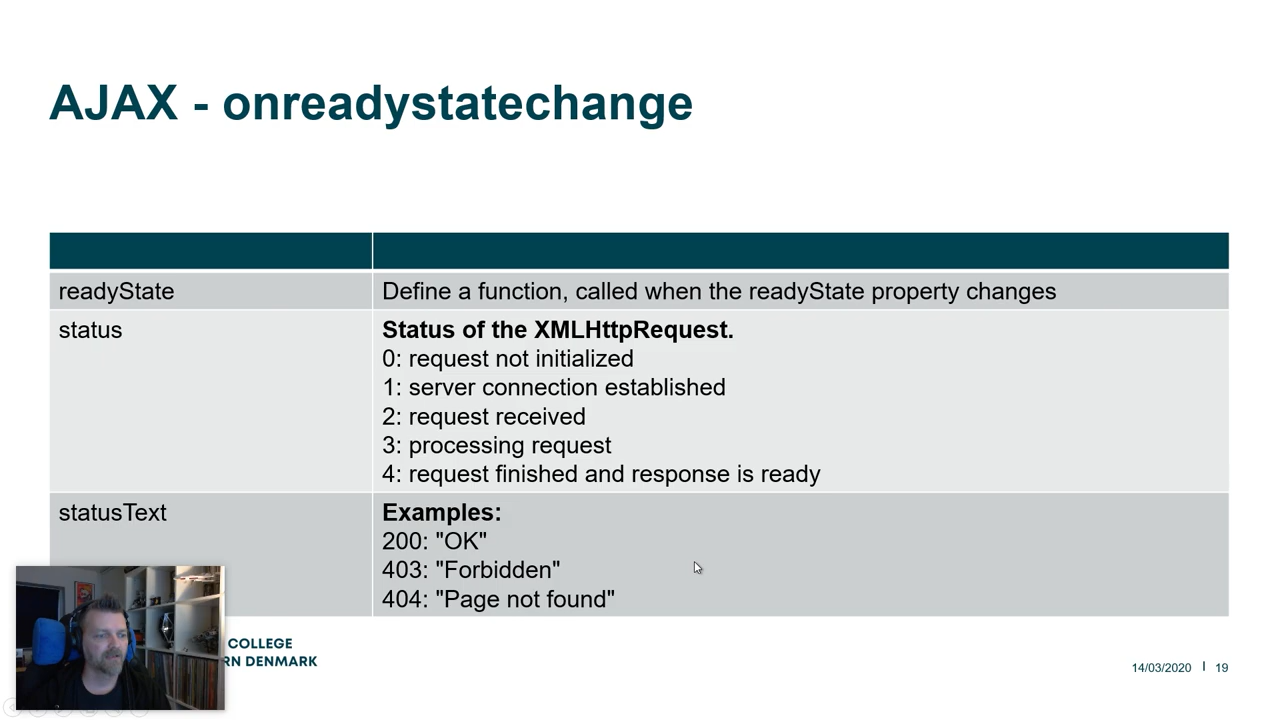 AJAX - onreadystatechange
readyState
Define a function, called when the readyState property changes
status
Status of the XMLHttpRequest.
0: request not initialized
1: server connection established
2: request received
3: processing request
4: request finished and response is ready
statusText
Examples:
200: "OK"
403: "Forbidden"
404: "Page not found"
COLLEGE
RN DENMARK
14/03/2020 I 19